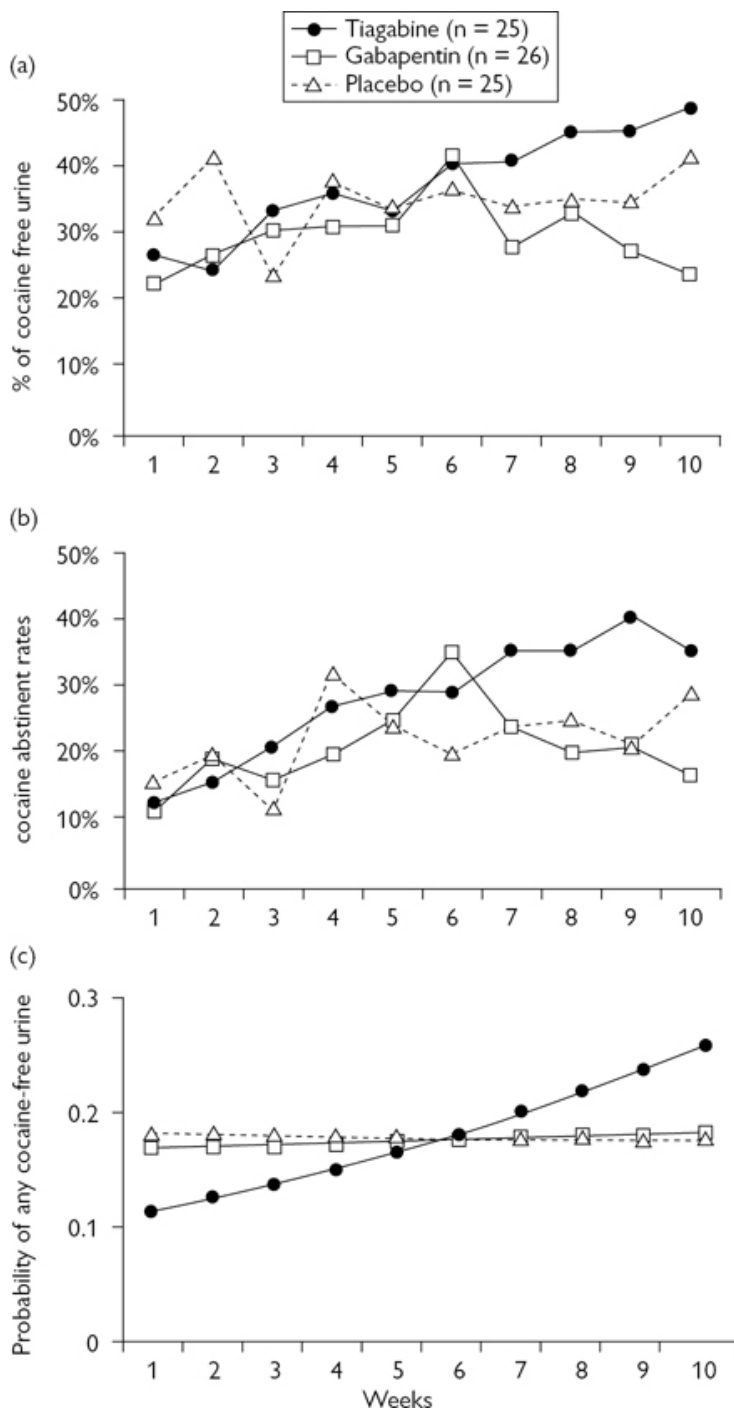 Tiagabine (n = 25)
Gabapentin (n = 26)
Placebo (n = 25)
(a)
50%
40%
30%
20%
10%
0%
% of cocaine free urine
1 2 3 4 5 6 7 8 9 10
(b)
50%
40%
30%
20%
10%
0%
cocaine abstinent rates
1 2 3 4 5 6 7 8 9 10
(c)
0.3
0.2
0.1
0
Probability of any cocaine-free urine
1 2 3 4 5 6 7 8 9 10
Weeks